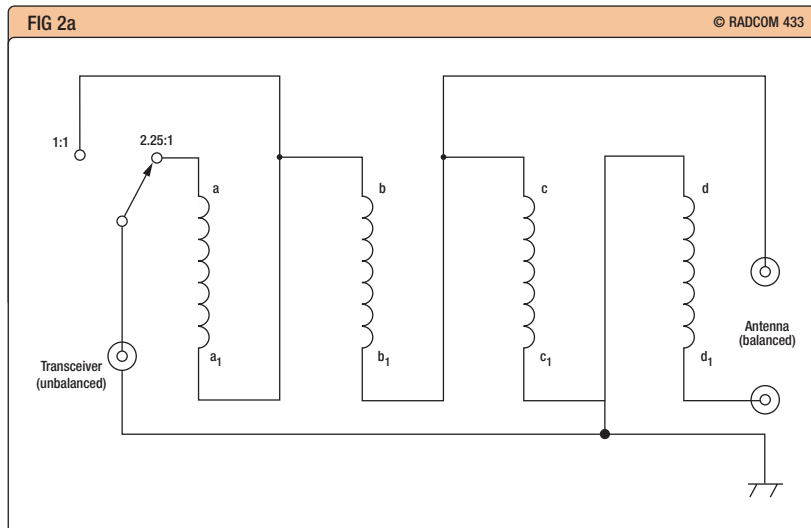 FIG 2a
© RADCOM 433
1:1
2.25:1
a
b
c
d
a1
b1
c1
d1
Transceiver
(unbalanced)
Antenna
(balanced)